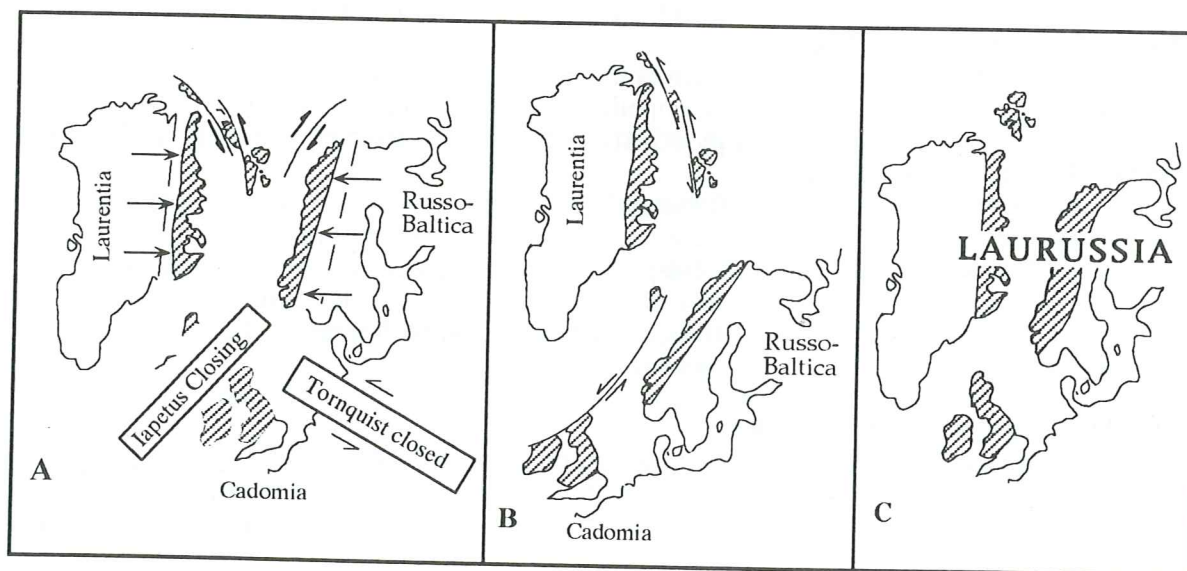 Laurentia
Russo-
Baltica
Iapetus Closing
Tornquist closed
Cadomia
A
Laurentia
Russo-
Baltica
Cadomia
B
LAURUSSIA
C